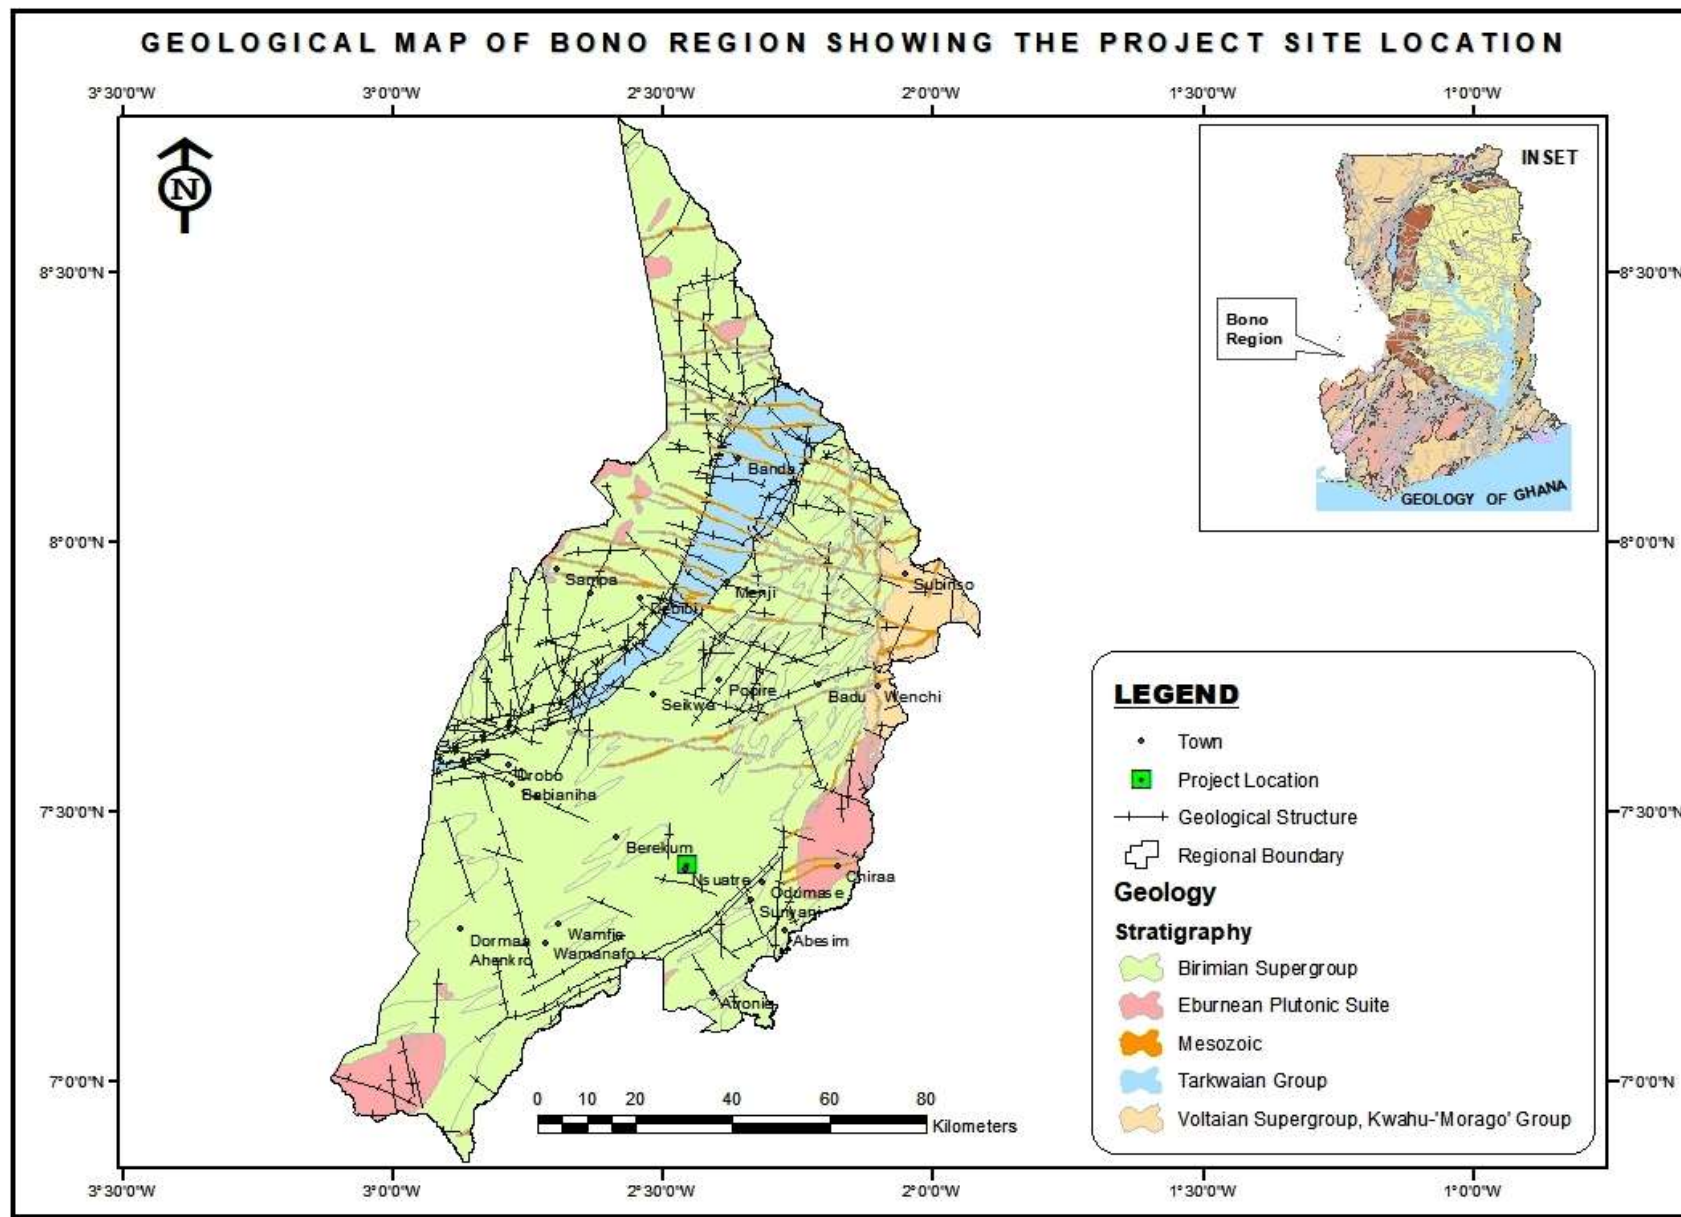 GEOLOGICAL MAP OF BONO REGION SHOWING THE PROJECT SITE LOCATION
3°30'0"W 3°0'0"W 2°30'0"W 2°0'0"W 1°30'0"W 1°0'0"W
N
INSET
8°30'0"N 8°30'0"N
Bono
Region
GEOLOGY OF GHANA
Banda
8°0'0"N 8°0'0"N
Sampa
Subinso
Menji
Debibi
Popire
Seikwa
Badu
Wenchi
Drobo
Babianiha
7°30'0"N 7°30'0"N
Berekum
Nsuatre
Chiraa
Odumase
Sunyani
Wamfie
Dormaa
Ahenkro
Wamanafo
Abesim
Atronie
7°0'0"N 7°0'0"N
0 10 20 40 60 80
Kilometers
LEGEND
Town
Project Location
Geological Structure
Regional Boundary
Geology
Stratigraphy
Birimian Supergroup
Eburnean Plutonic Suite
Mesozoic
Tarkwaian Group
Voltaian Supergroup, Kwahu-'Morago' Group
3°30'0"W 3°0'0"W 2°30'0"W 2°0'0"W 1°30'0"W 1°0'0"W